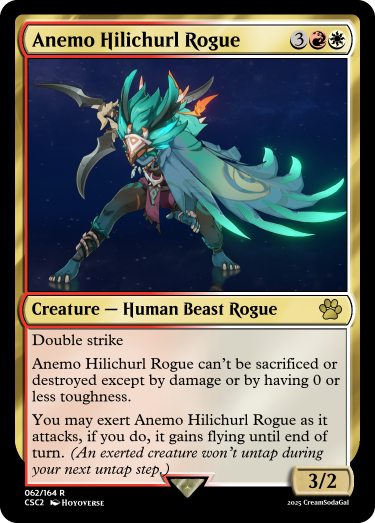 Anemo Hilichurl Rogue 3
Creature — Human Beast Rogue
Double strike
Anemo Hilichurl Rogue can't be sacrificed or
destroyed except by damage or by having 0 or
less toughness.
You may exert Anemo Hilichurl Rogue as it
attacks, if you do, it gains flying until end of
turn. (An exerted creature won't untap during
your next untap step.)
3/2
062/164 R
CSC2 Hoyoverse
2025 CreamSodaGal